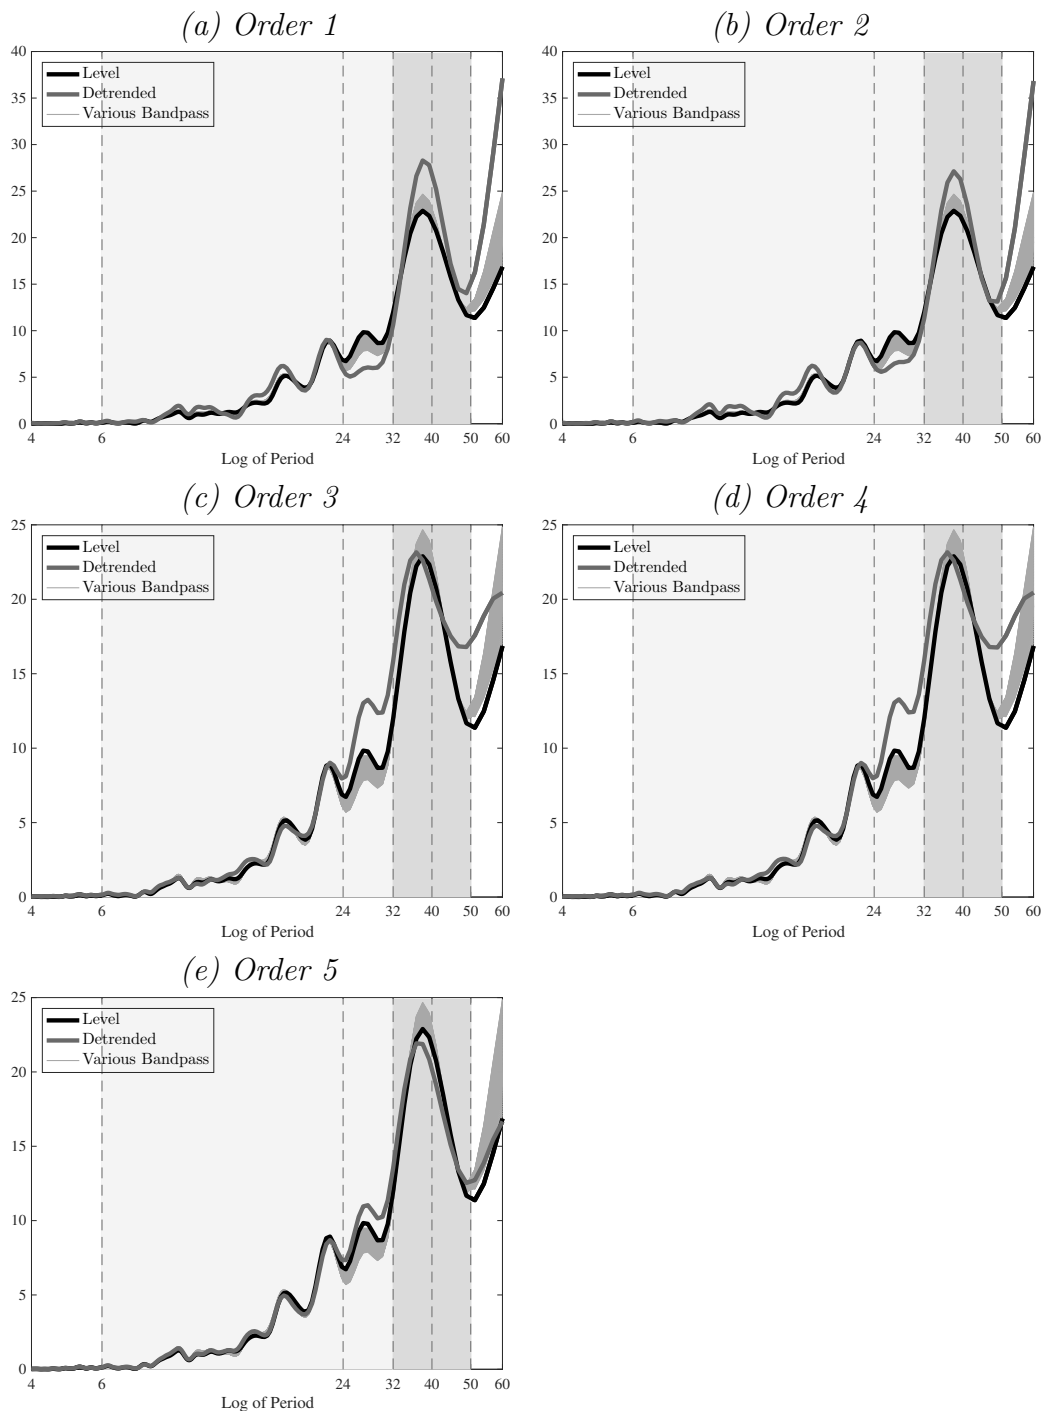 (a) Order 1
40
35
30
25
20
15
10
5
0
Level
Detrended
Various Bandpass
4 6 24 32 40 50 60
Log of Period
(b) Order 2
40
35
30
25
20
15
10
5
0
Level
Detrended
Various Bandpass
4 6 24 32 40 50 60
Log of Period
(c) Order 3
25
20
15
10
5
0
Level
Detrended
Various Bandpass
4 6 24 32 40 50 60
Log of Period
(d) Order 4
25
20
15
10
5
0
Level
Detrended
Various Bandpass
4 6 24 32 40 50 60
Log of Period
(e) Order 5
25
20
15
10
5
0
Level
Detrended
Various Bandpass
4 6 24 32 40 50 60
Log of Period